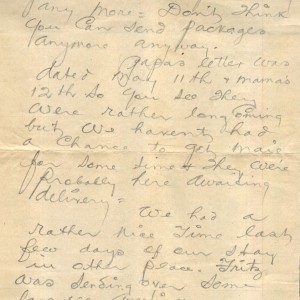 any more = Don't Think
you Can Send Packages
anymore anyway.
Papa's letter was
dated May 11th & mama's
12th so you see They
were rather long coming
but We haven't had
a Chance to get mail
for some time & They were
Probably here awaiting
delivery =
We had a
rather nice Time last
few days of our Stay
in other place. Fritz
was sending over some